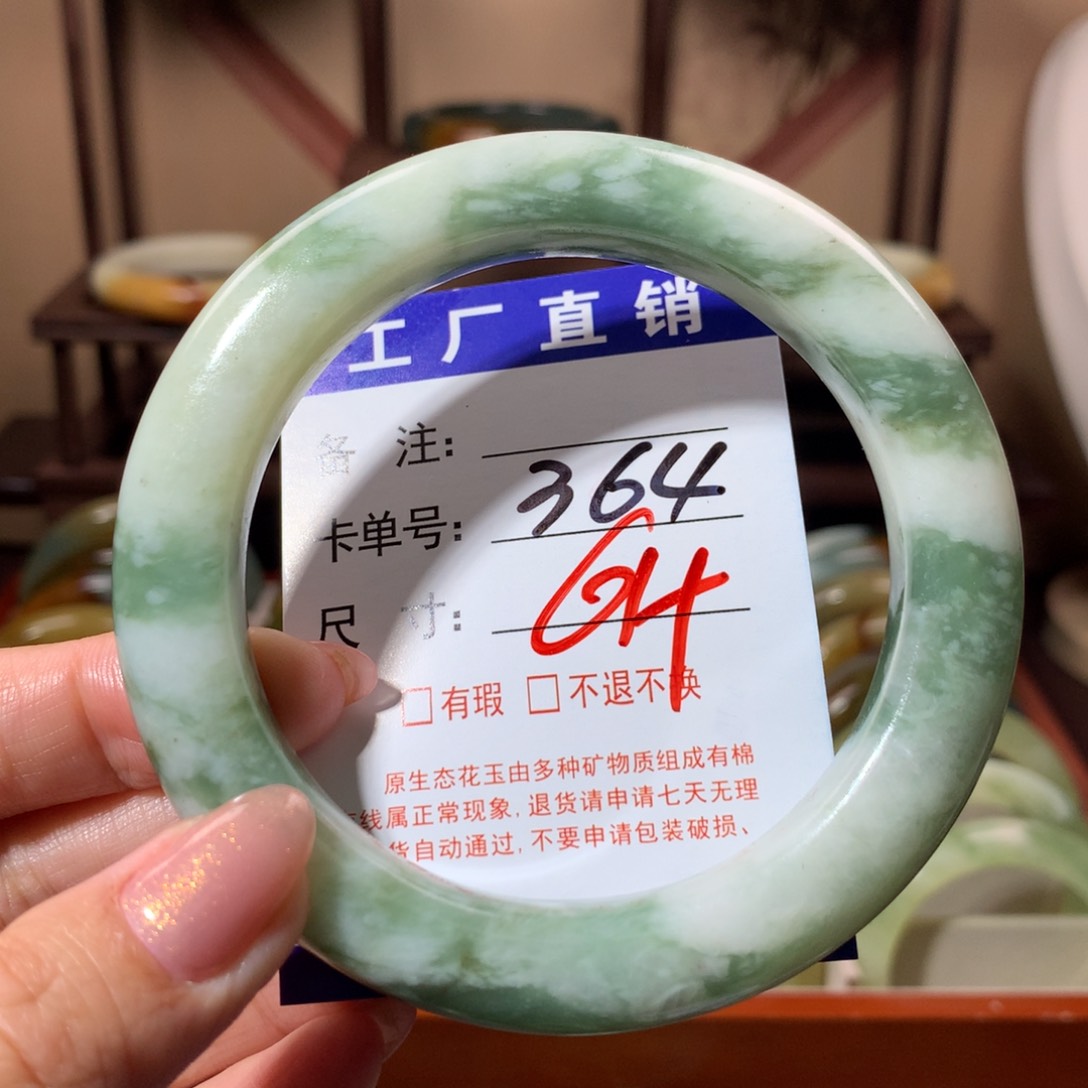 工厂直销
备 注:
卡单号: 364
尺 寸: 64
□有瑕 □不退不换
原生态花玉由多种矿物质组成有棉
线属正常现象,退货请申请七天无理
货自动通过,不要申请包装破损、